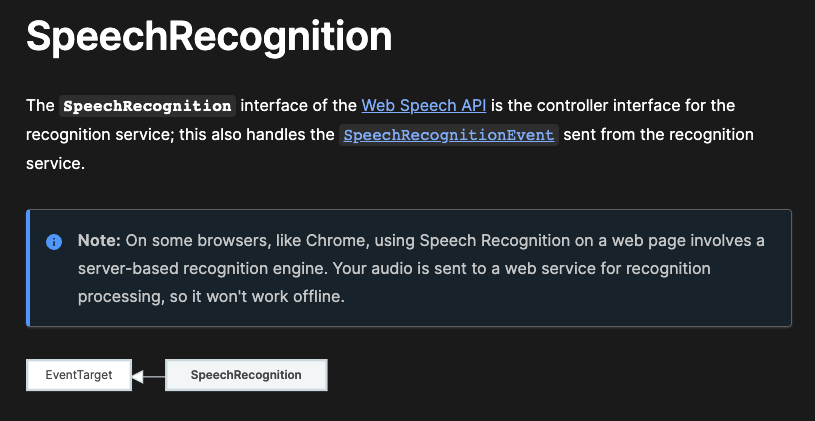 SpeechRecognition
The SpeechRecognition interface of the Web Speech API is the controller interface for the
recognition service; this also handles the SpeechRecognitionEvent sent from the recognition
service.
Note: On some browsers, like Chrome, using Speech Recognition on a web page involves a
server-based recognition engine. Your audio is sent to a web service for recognition
processing, so it won't work offline.
EventTarget
SpeechRecognition